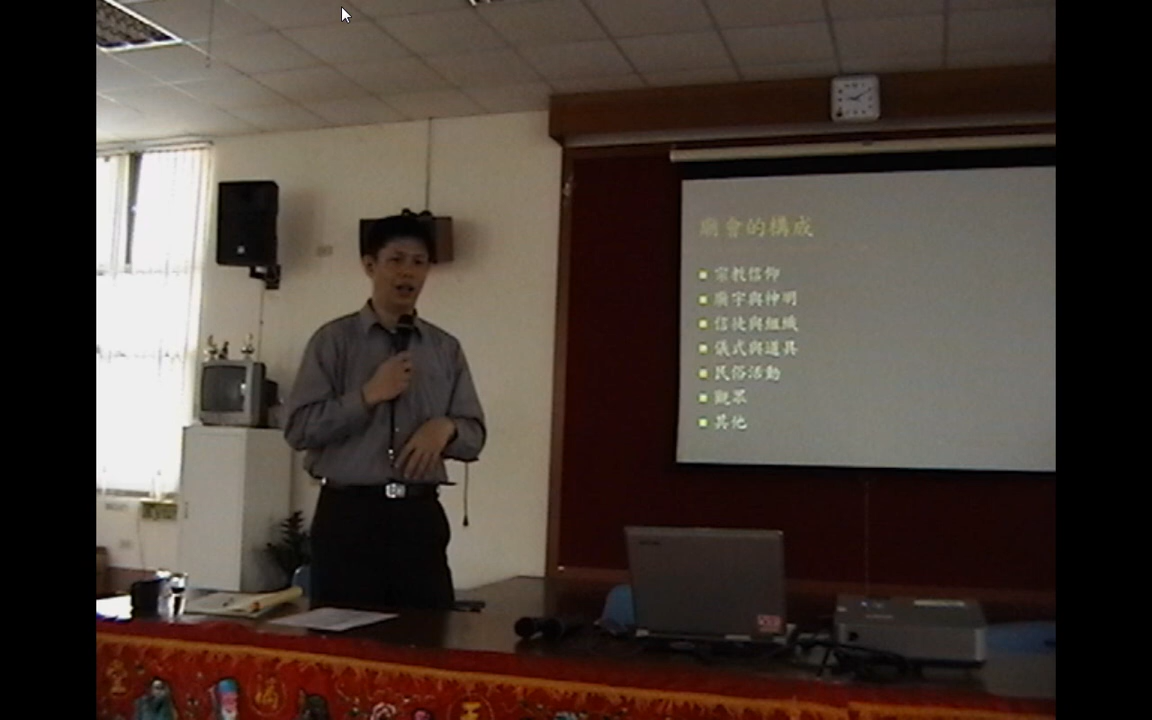 廟會的構成
宗教信仰
廟宇與神明
信徒與組織
儀式與道具
民俗活動
觀眾
其他